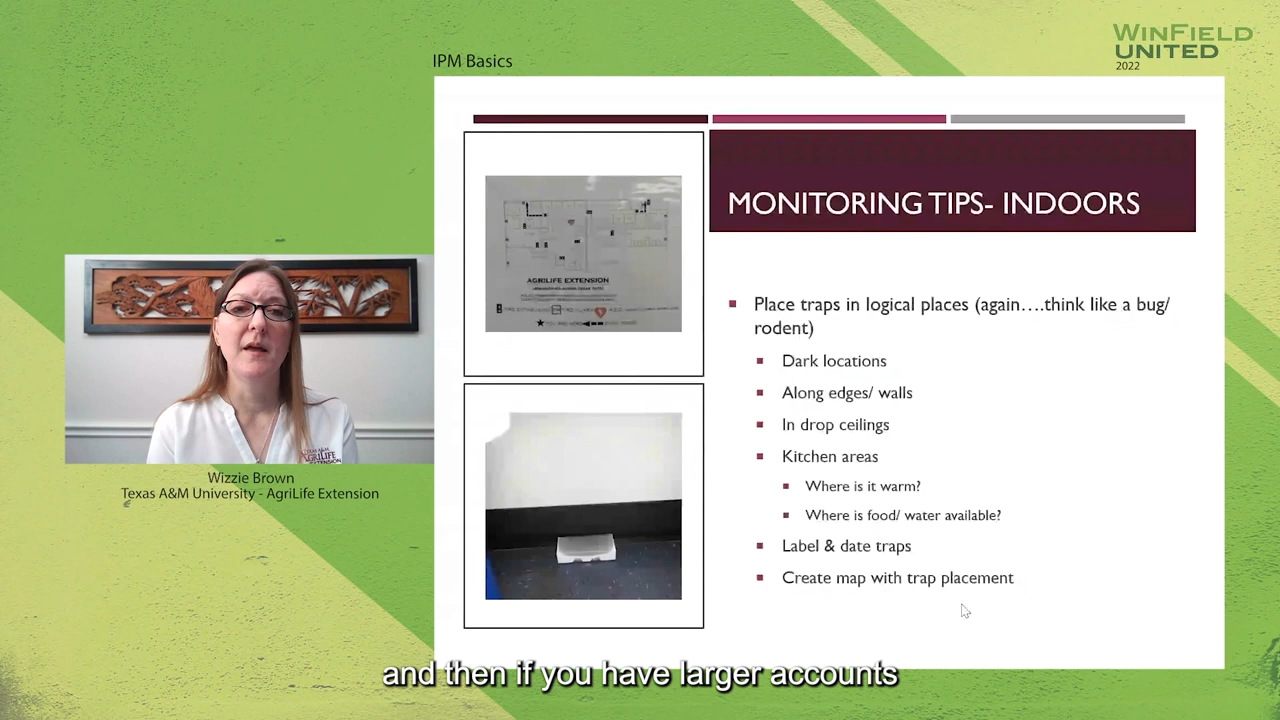 WINFIELD
UNITED
2022
IPM Basics
MONITORING TIPS- INDOORS
AGRILIFE EXTENSION
Place traps in logical places (again….think like a bug/
rodent)
Dark locations
Along edges/ walls
In drop ceilings
Kitchen areas
Where is it warm?
Where is food/ water available?
Label & date traps
Create map with trap placement
TEXAS A&M
AGRILIFE
EXTENSION
Wizzie Brown
Texas A&M University - AgriLife Extension
and then if you have larger accounts